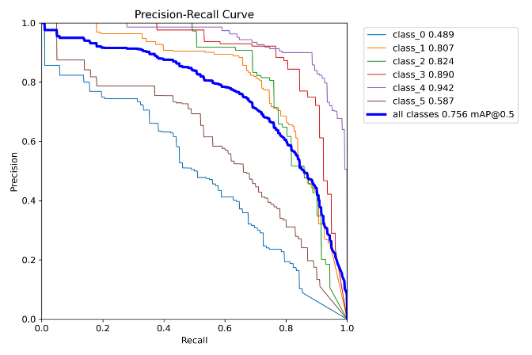 Precision-Recall Curve
1.0
0.8
0.6
0.4
0.2
0.0
Precision
0.0 0.2 0.4 0.6 0.8 1.0
Recall
class_0 0.489
class_1 0.807
class_2 0.824
class_3 0.890
class_4 0.942
class_5 0.587
all classes 0.756 mAP@0.5